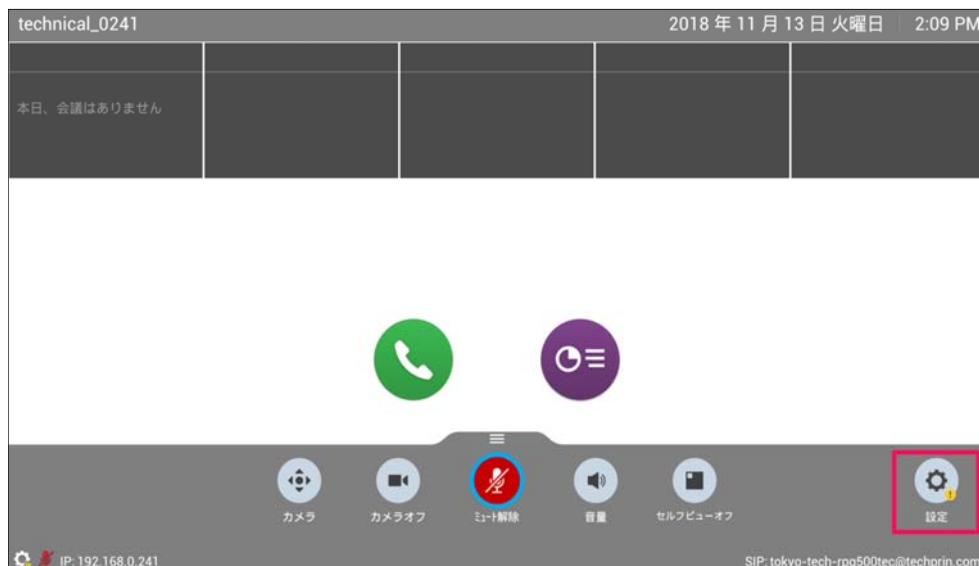 technical_0241
2018 年 11 月 13 日 火曜日 2:09 PM
本日、会議はありません
カメラ
カメラオフ
ミュート解除
音量
セルフビューオフ
設定
IP: 192.168.0.241
SIP: tokyo-tech-rpg500tec@techprin.com